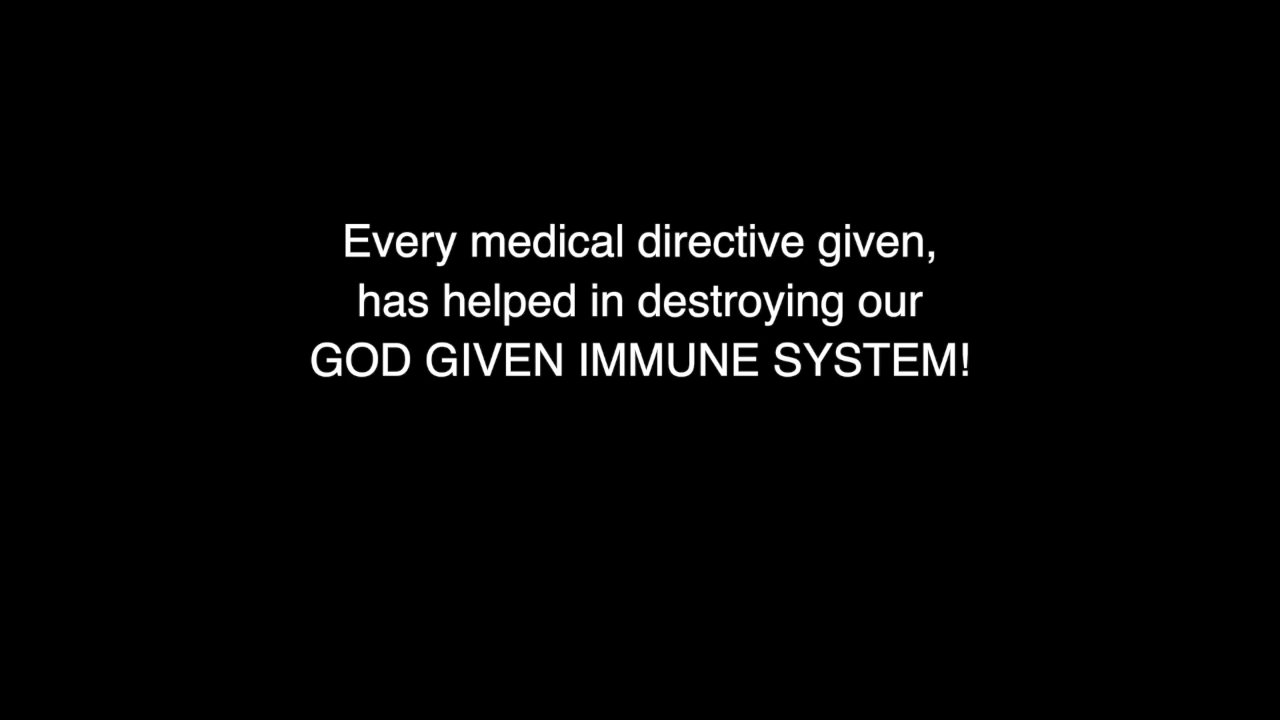 Every medical directive given,
has helped in destroying our
GOD GIVEN IMMUNE SYSTEM!